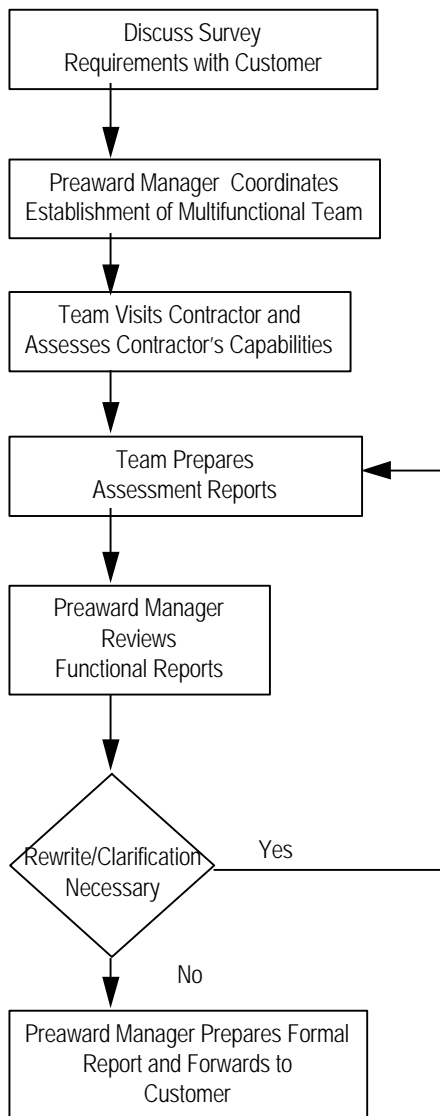 Discuss Survey
Requirements with Customer
Preaward Manager Coordinates
Establishment of Multifunctional Team
Team Visits Contractor and
Assesses Contractor's Capabilities
Team Prepares
Assessment Reports
Preaward Manager
Reviews
Functional Reports
Rewrite/Clarification
Necessary
Yes
No
Preaward Manager Prepares Formal
Report and Forwards to
Customer